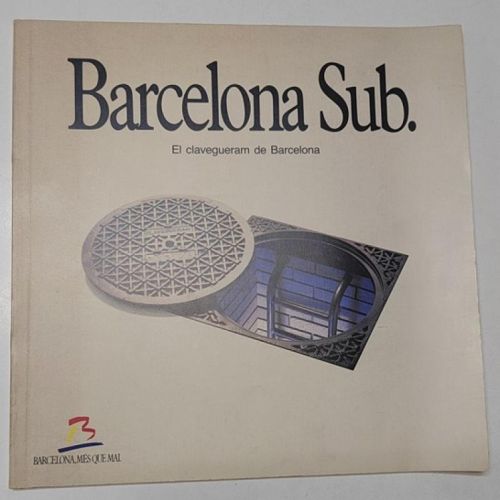 Barcelona Sub.
El clavegueram de Barcelona
B
BARCELONA, MÉS QUE MAI.